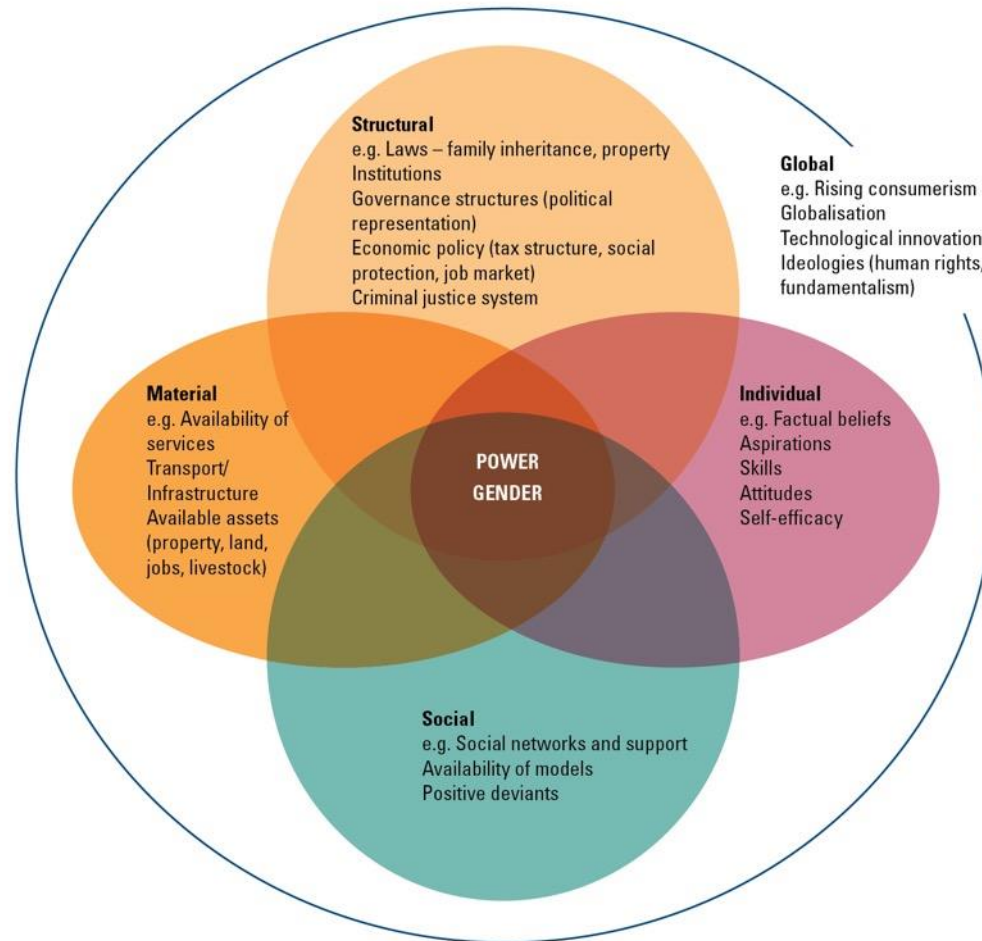 Structural
e.g. Laws – family inheritance, property
Institutions
Governance structures (political
representation)
Economic policy (tax structure, social
protection, job market)
Criminal justice system
Global
e.g. Rising consumerism
Globalisation
Technological innovation
Ideologies (human rights,
fundamentalism)
Material
e.g. Availability of
services
Transport/
Infrastructure
Available assets
(property, land,
jobs, livestock)
POWER
GENDER
Individual
e.g. Factual beliefs
Aspirations
Skills
Attitudes
Self-efficacy
Social
e.g. Social networks and support
Availability of models
Positive deviants